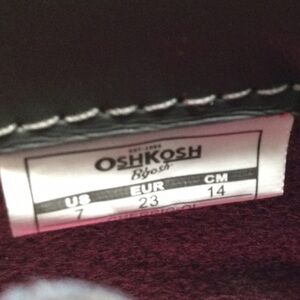 EST. 1895
OSHKOSH
B'gosh
US EUR CM
7 23 14